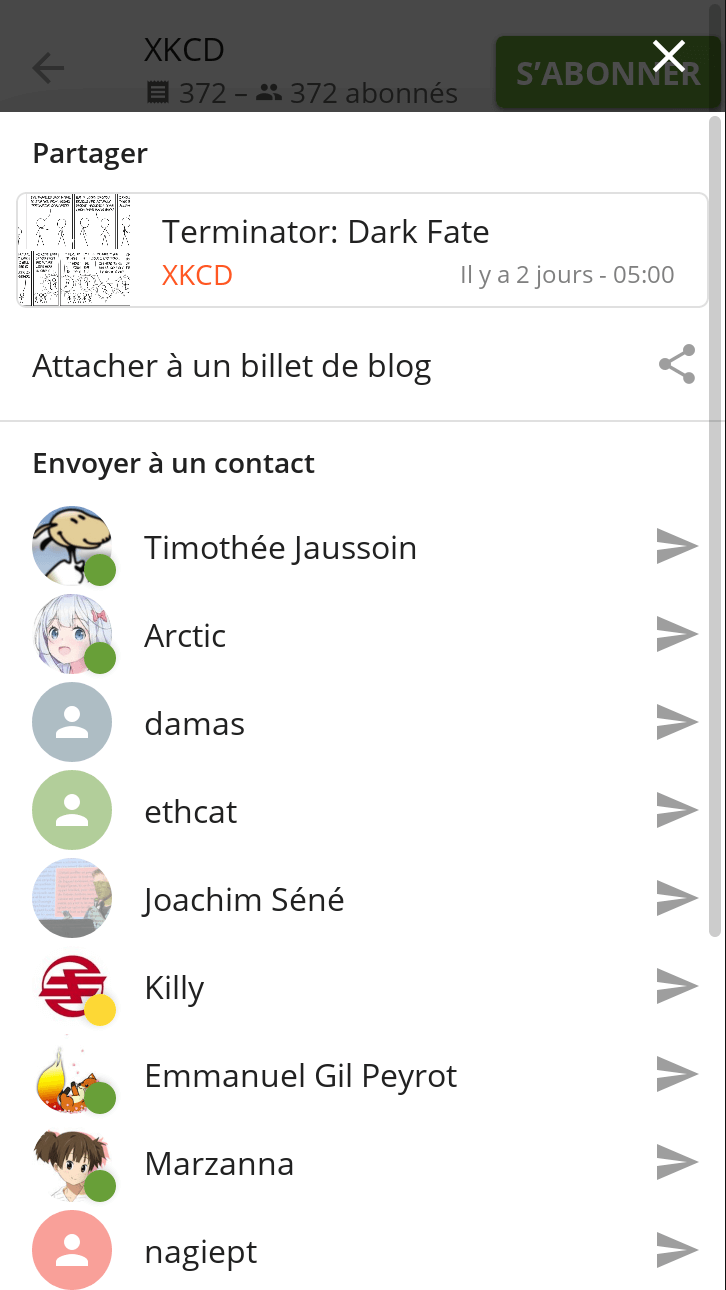 XKCD
372 – 372 abonnés
S’ABONNER
Partager
Terminator: Dark Fate
XKCD
Il y a 2 jours - 05:00
Attacher à un billet de blog
Envoyer à un contact
Timothée Jaussoin
Arctic
damas
ethcat
Joachim Séné
Killy
Emmanuel Gil Peyrot
Marzanna
nagiept